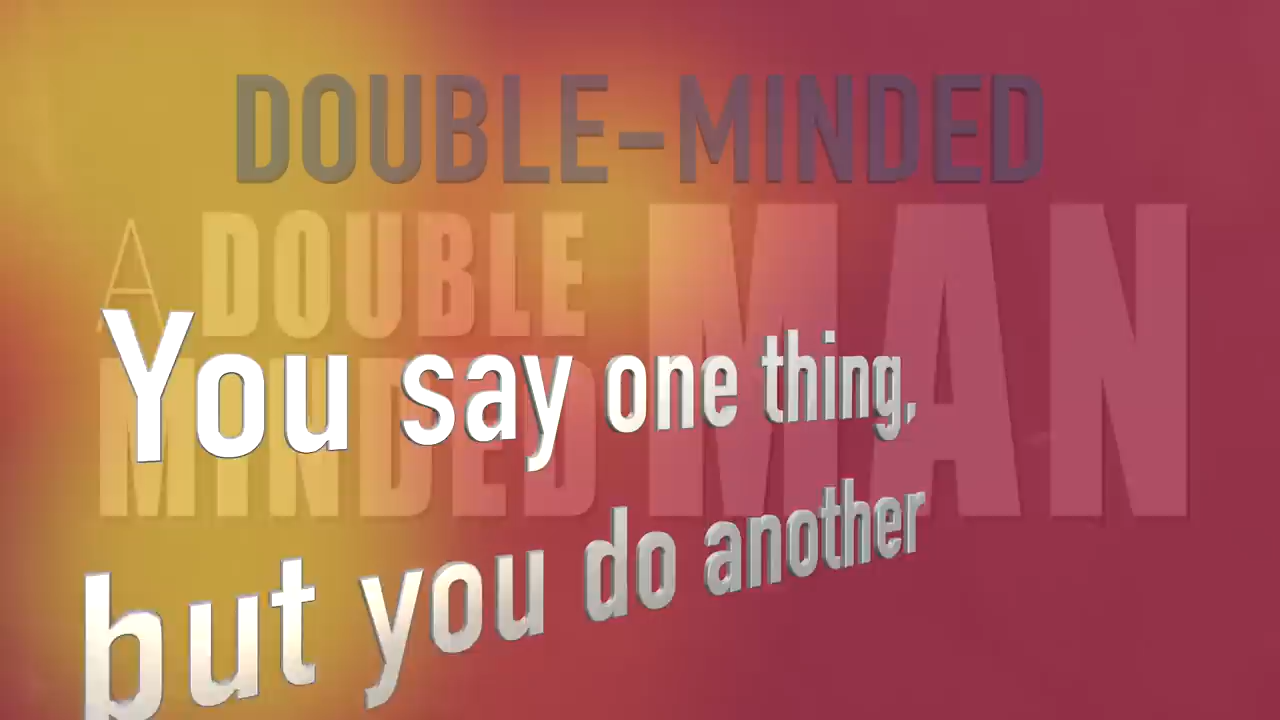 DOUBLE-MINDED
A DOUBLE
MINDED MAN
You say one thing,
but you do another